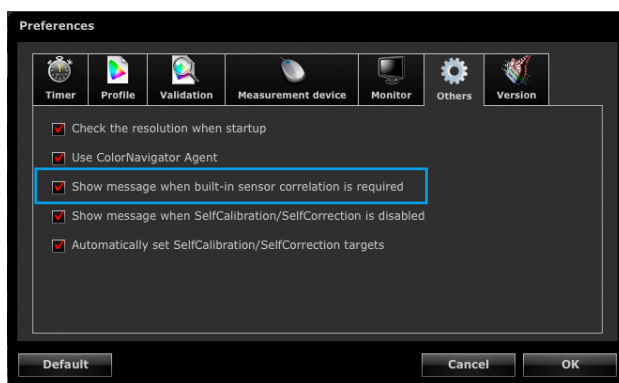 Preferences
Timer Profile Validation Measurement device Monitor Others Version
Check the resolution when startup
Use ColorNavigator Agent
Show message when built-in sensor correlation is required
Show message when SelfCalibration/SelfCorrection is disabled
Automatically set SelfCalibration/SelfCorrection targets
Default Cancel OK